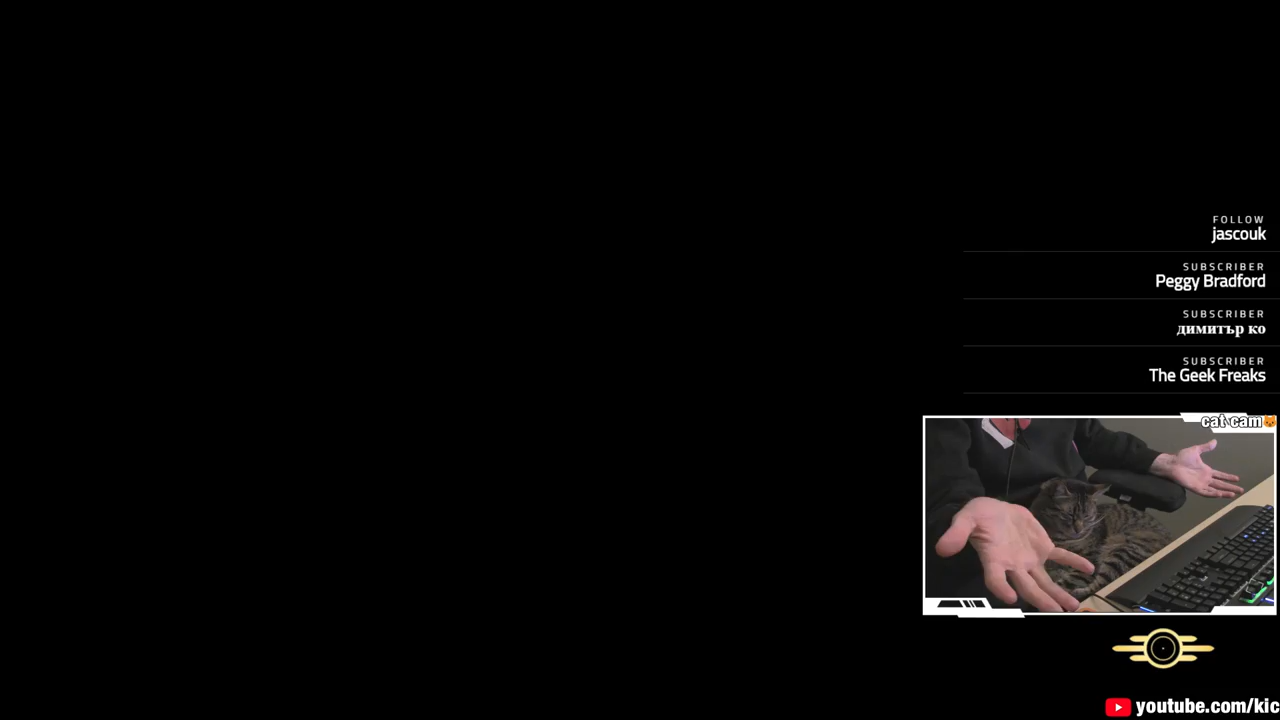 FOLLOW
jascouk
SUBSCRIBER
Peggy Bradford
SUBSCRIBER
димитър ко
SUBSCRIBER
The Geek Freaks
cat cam
youtube.com/kic